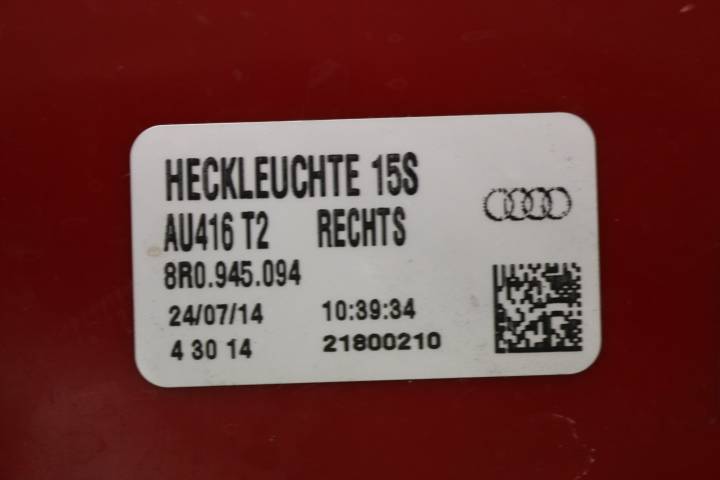 HECKLEUCHTE 15S
AU416 T2 RECHTS
8R0.945.094
24/07/14 10:39:34
4 30 14 21800210